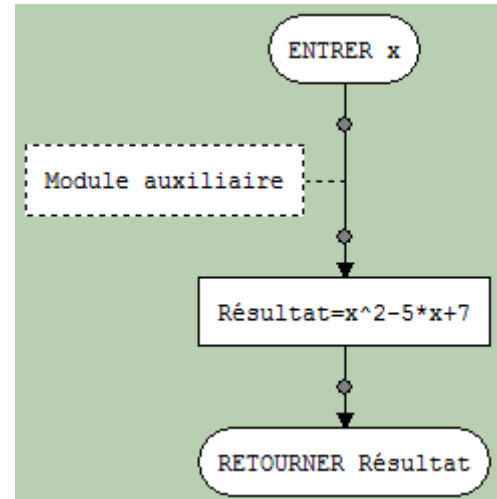 ENTRER x
Module auxiliaire
Résultat=x^2-5*x+7
RETOURNER Résultat